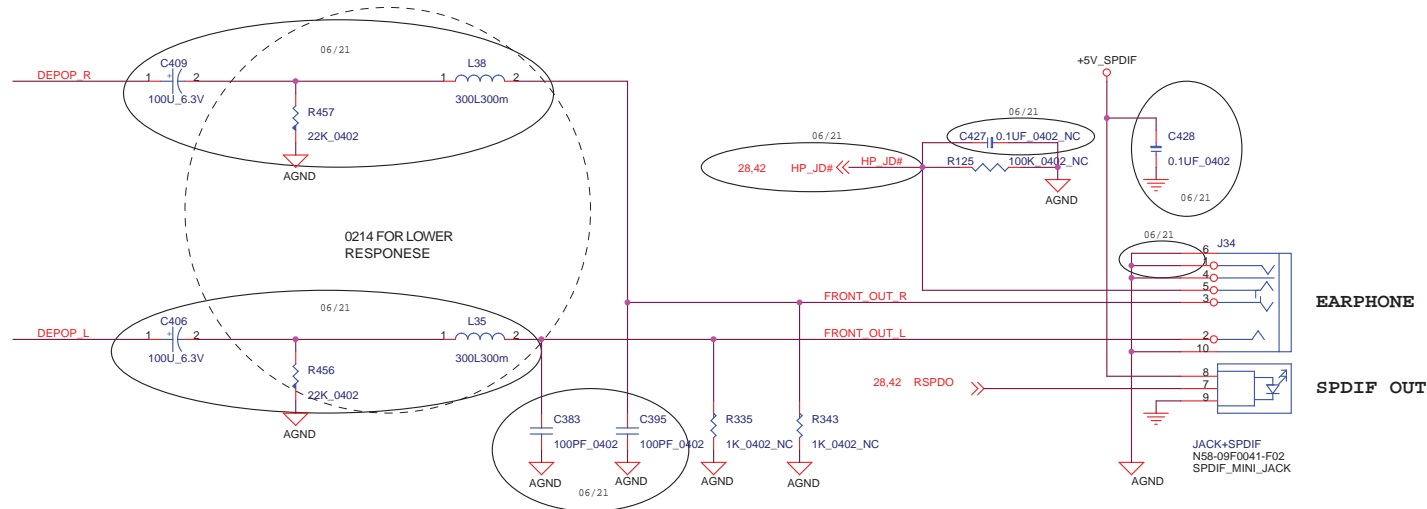 06/21
C409
1
2
DEPOP_R
100U_6.3V
R457
22K_0402
AGND
L38
1
2
300L300m
0214 FOR LOWER
RESPONESE
06/21
C406
1
2
DEPOP_L
100U_6.3V
R456
22K_0402
AGND
L35
1
2
300L300m
C383
100PF_0402
AGND
C395
100PF_0402
AGND
06/21
R335
1K_0402_NC
AGND
R343
1K_0402_NC
AGND
06/21
28,42
HP_JD#
HP_JD#
06/21
C427
0.1UF_0402_NC
R125
100K_0402_NC
AGND
+5V_SPDIF
C428
0.1UF_0402
06/21
06/21
FRONT_OUT_R
FRONT_OUT_L
28,42 RSPDO
J34
6
1
4
5
3
2
10
EARPHONE
8
7
9
SPDIF OUT
AGND
JACK+SPDIF
N58-09F0041-F02
SPDIF_MINI_JACK